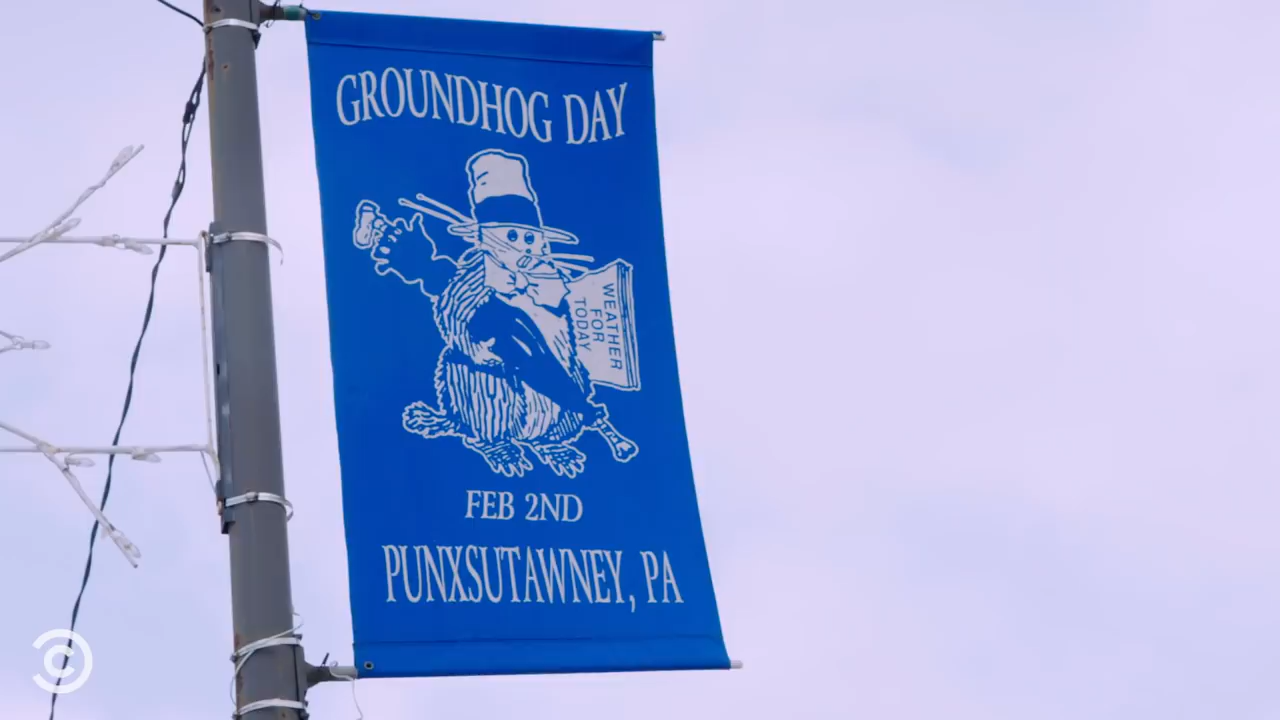 GROUNDHOG DAY
WEATHER
FOR
TODAY
FEB 2ND
PUNXSUTAWNEY, PA